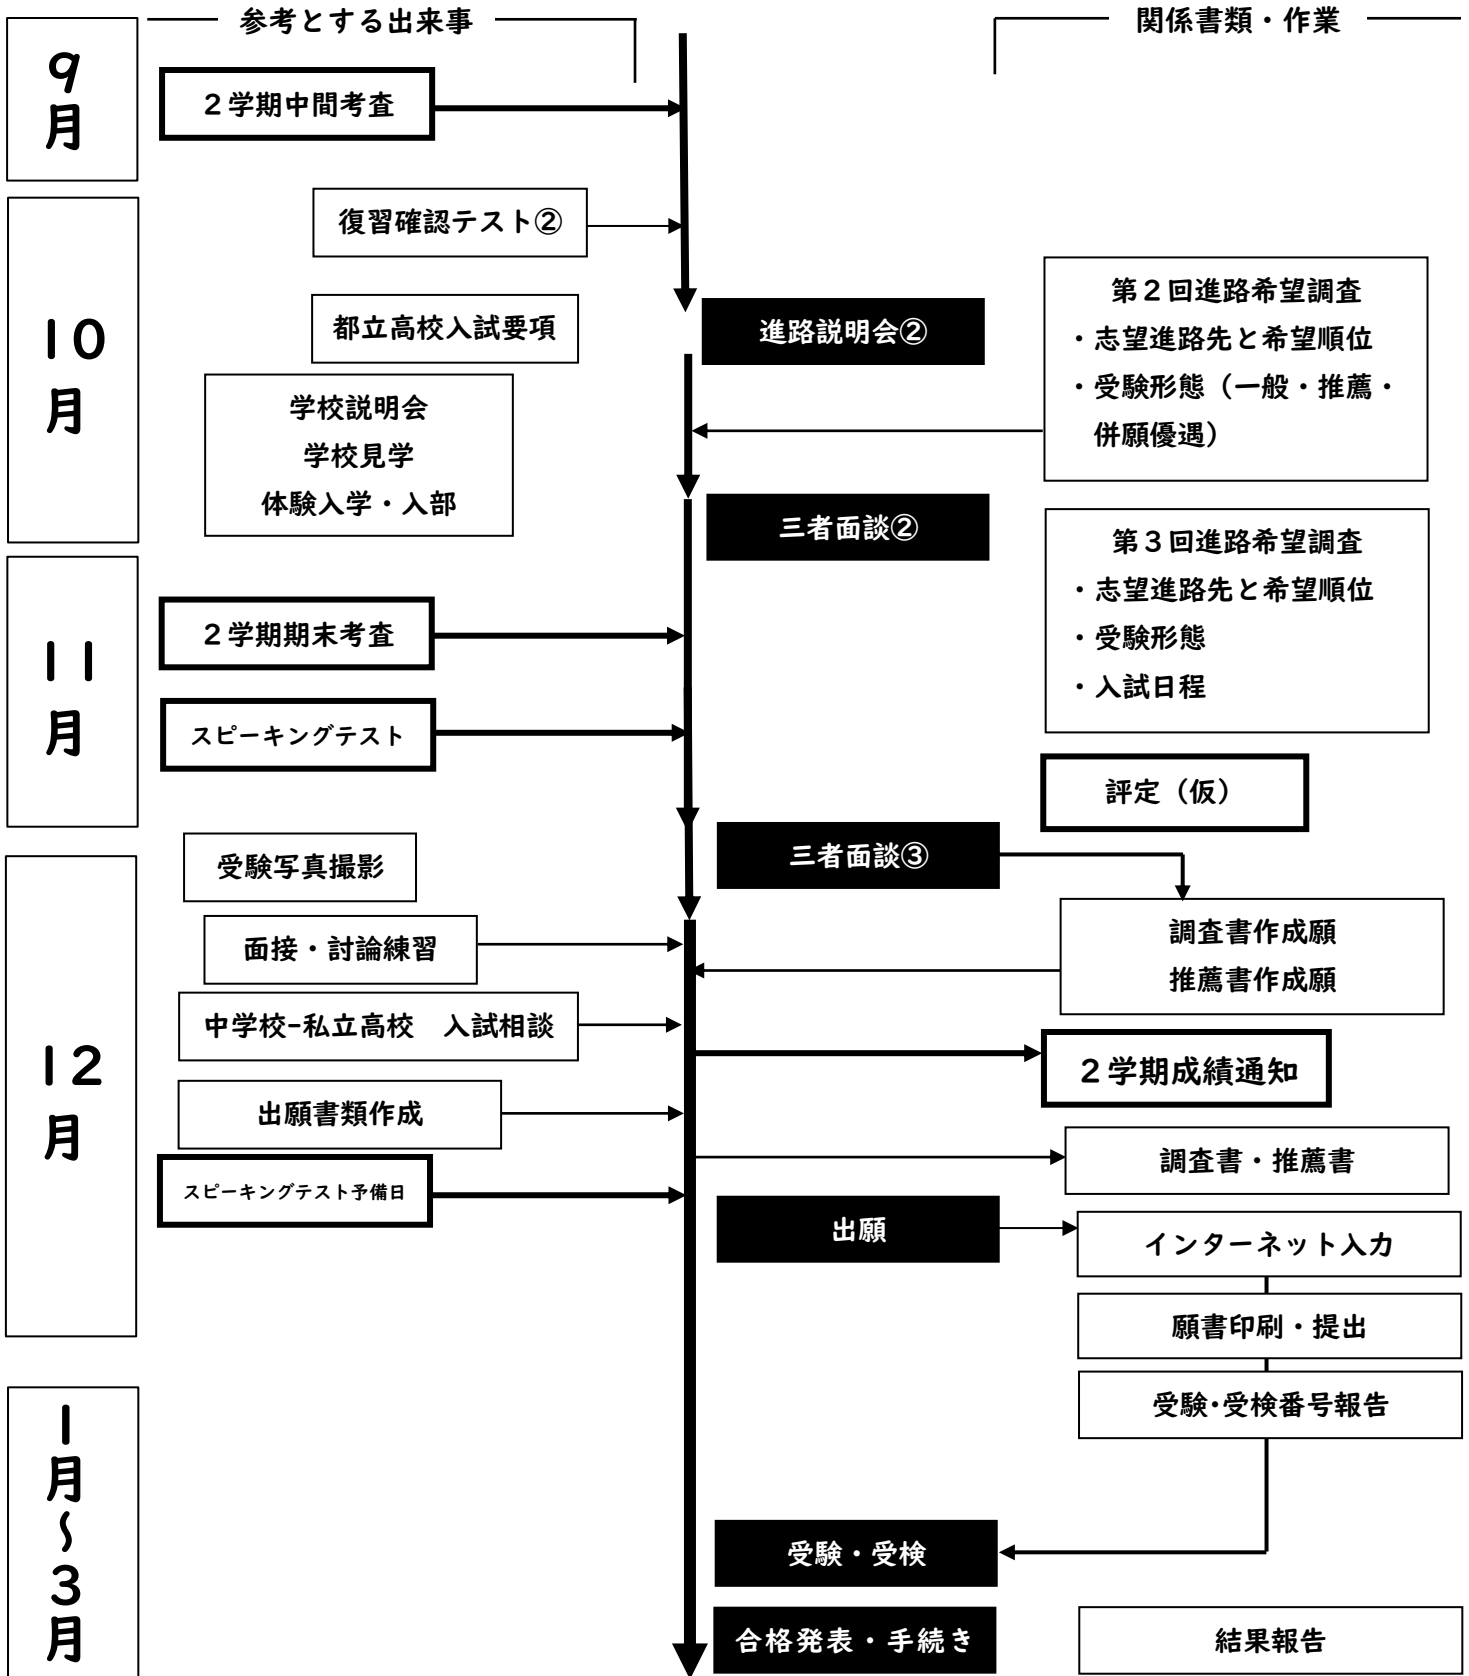 参考とする出来事
関係書類・作業
9月
2学期中間考査
10月
復習確認テスト②
都立高校入試要項
進路説明会②
第2回進路希望調査
・志望進路先と希望順位
・受験形態（一般・推薦・
併願優遇）
学校説明会
学校見学
体験入学・入部
三者面談②
第3回進路希望調査
・志望進路先と希望順位
・受験形態
・入試日程
11月
2学期期末考査
スピーキングテスト
評定（仮）
三者面談③
12月
受験写真撮影
面接・討論練習
調査書作成願
推薦書作成願
中学校-私立高校　入試相談
2学期成績通知
出願書類作成
調査書・推薦書
スピーキングテスト予備日
出願
インターネット入力
願書印刷・提出
受験・受検番号報告
1月～3月
受験・受検
合格発表・手続き
結果報告